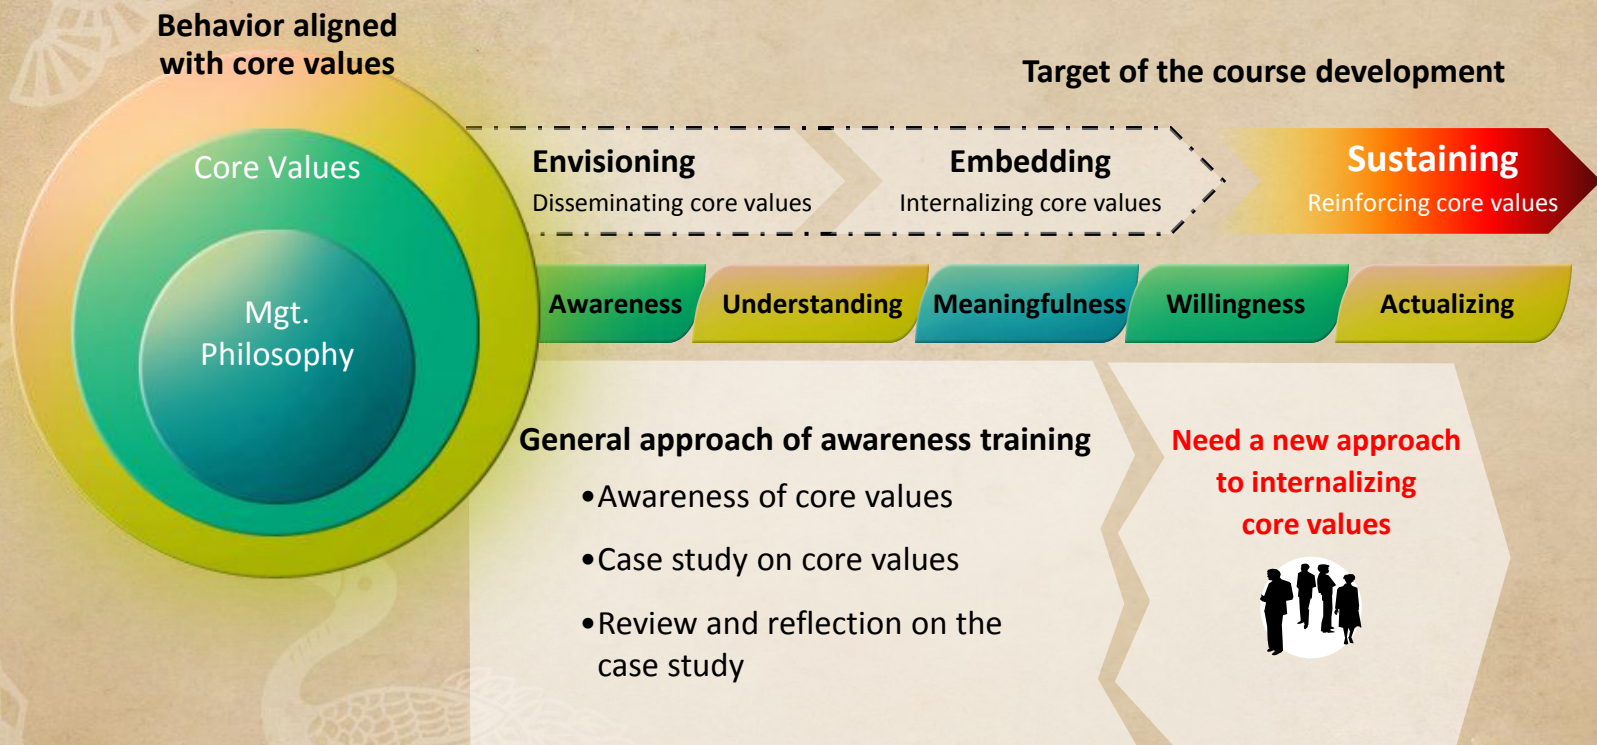 Behavior aligned
with core values
Core Values
Mgt.
Philosophy
Target of the course development
Envisioning
Disseminating core values
Embedding
Internalizing core values
Sustaining
Reinforcing core values
Awareness
Understanding
Meaningfulness
Willingness
Actualizing
General approach of awareness training
•Awareness of core values
•Case study on core values
•Review and reflection on the
case study
Need a new approach
to internalizing
core values